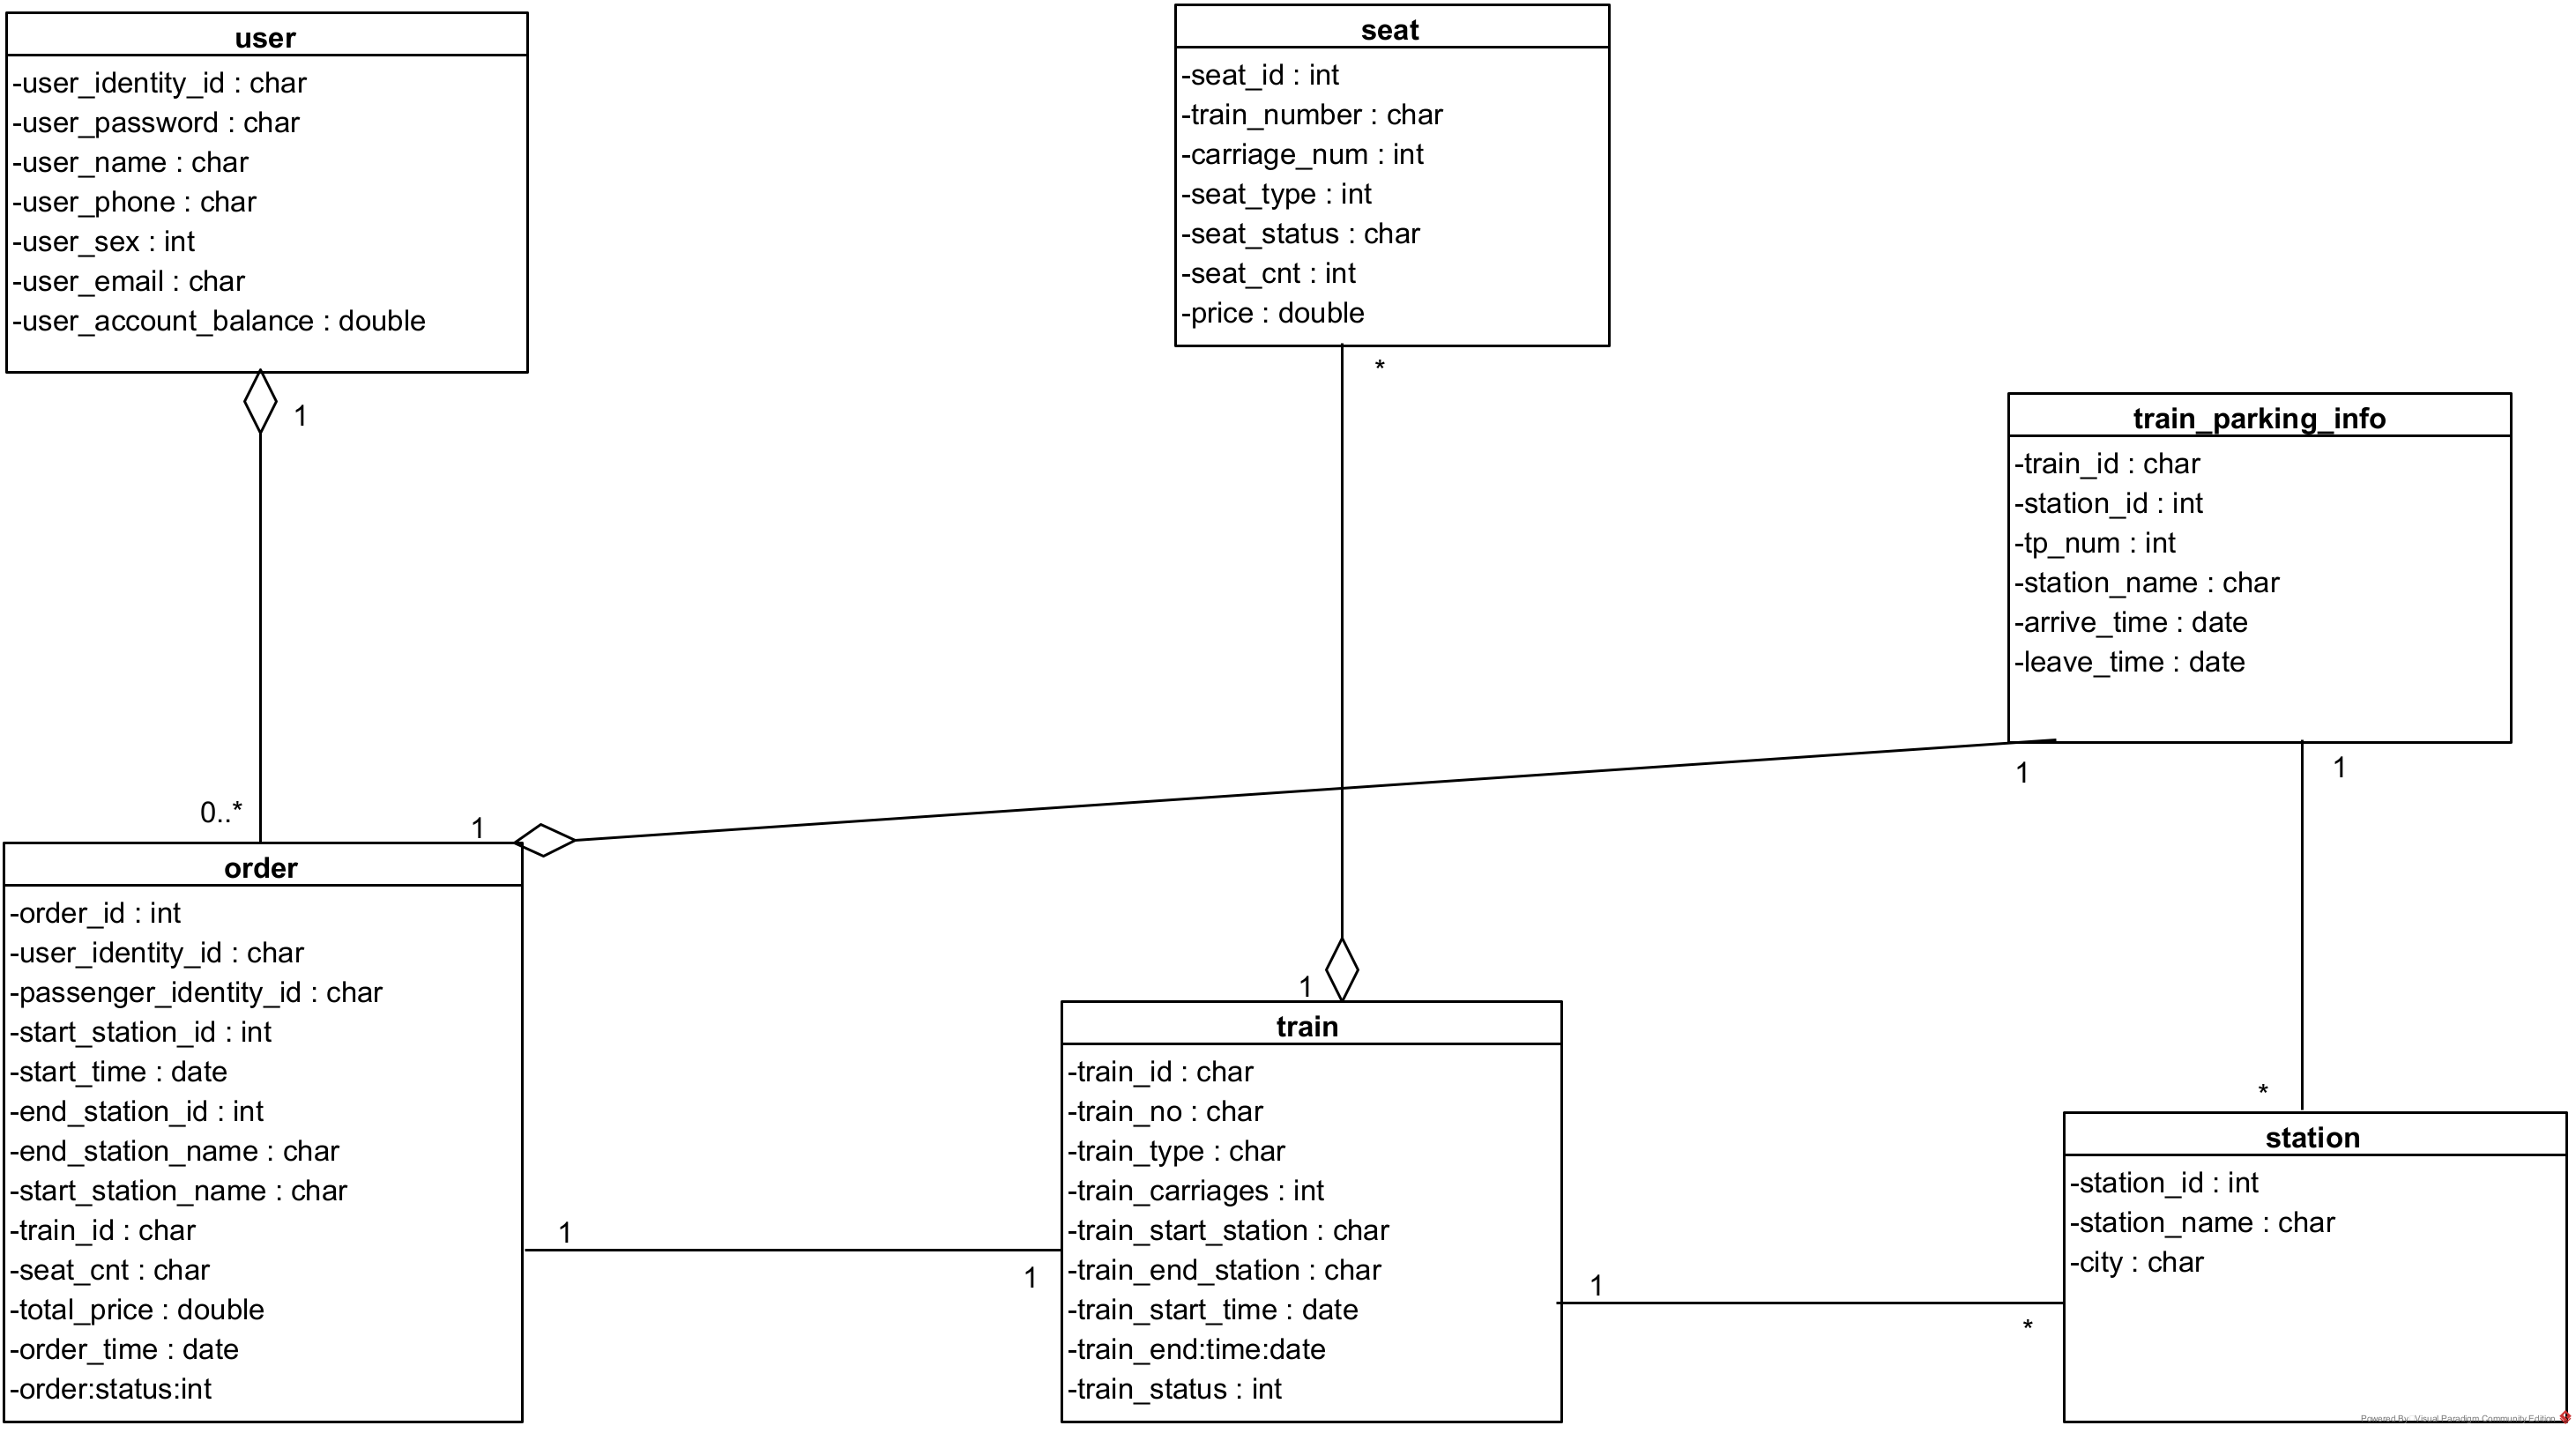 user
-user_identity_id : char
-user_password : char
-user_name : char
-user_phone : char
-user_sex : int
-user_email : char
-user_account_balance : double
1
0..*
seat
-seat_id : int
-train_number : char
-carriage_num : int
-seat_type : int
-seat_status : char
-seat_cnt : int
-price : double
*
1
train_parking_info
-train_id : char
-station_id : int
-tp_num : int
-station_name : char
-arrive_time : date
-leave_time : date
1
1
1
*
order
-order_id : int
-user_identity_id : char
-passenger_identity_id : char
-start_station_id : int
-start_time : date
-end_station_id : int
-end_station_name : char
-start_station_name : char
-train_id : char
-seat_cnt : char
-total_price : double
-order_time : date
-order:status:int
1
1
train
-train_id : char
-train_no : char
-train_type : char
-train_carriages : int
-train_start_station : char
-train_end_station : char
-train_start_time : date
-train_end:time:date
-train_status : int
1
*
station
-station_id : int
-station_name : char
-city : char
Powered By Visual Paradigm Community Edition